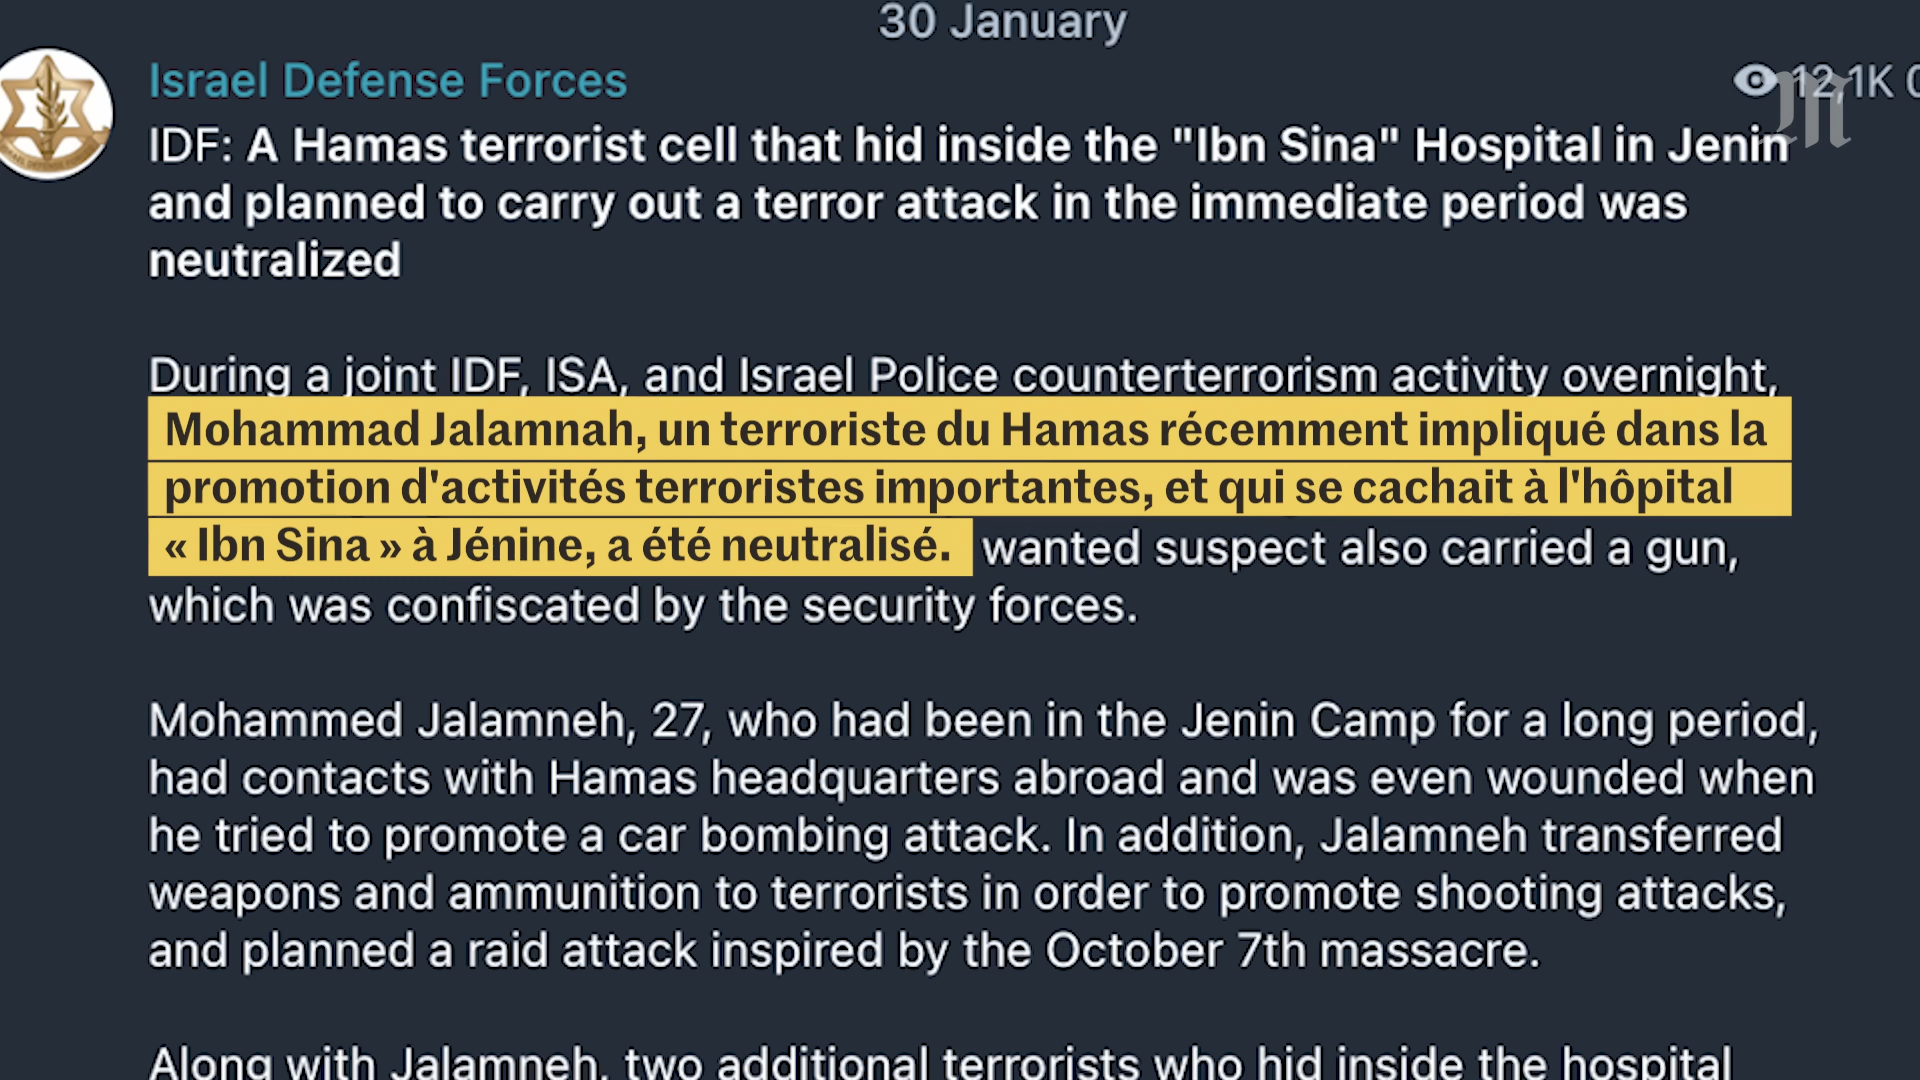 30 January
Israel Defense Forces
12,1K
M
IDF: A Hamas terrorist cell that hid inside the "Ibn Sina" Hospital in Jenin
and planned to carry out a terror attack in the immediate period was
neutralized
During a joint IDF, ISA, and Israel Police counterterrorism activity overnight,
Mohammad Jalamnah, un terroriste du Hamas récemment impliqué dans la
promotion d'activités terroristes importantes, et qui se cachait à l'hôpital
« Ibn Sina » à Jénine, a été neutralisé. wanted suspect also carried a gun,
which was confiscated by the security forces.
Mohammed Jalamneh, 27, who had been in the Jenin Camp for a long period,
had contacts with Hamas headquarters abroad and was even wounded when
he tried to promote a car bombing attack. In addition, Jalamneh transferred
weapons and ammunition to terrorists in order to promote shooting attacks,
and planned a raid attack inspired by the October 7th massacre.
Along with Jalamneh, two additional terrorists who hid inside the hospital